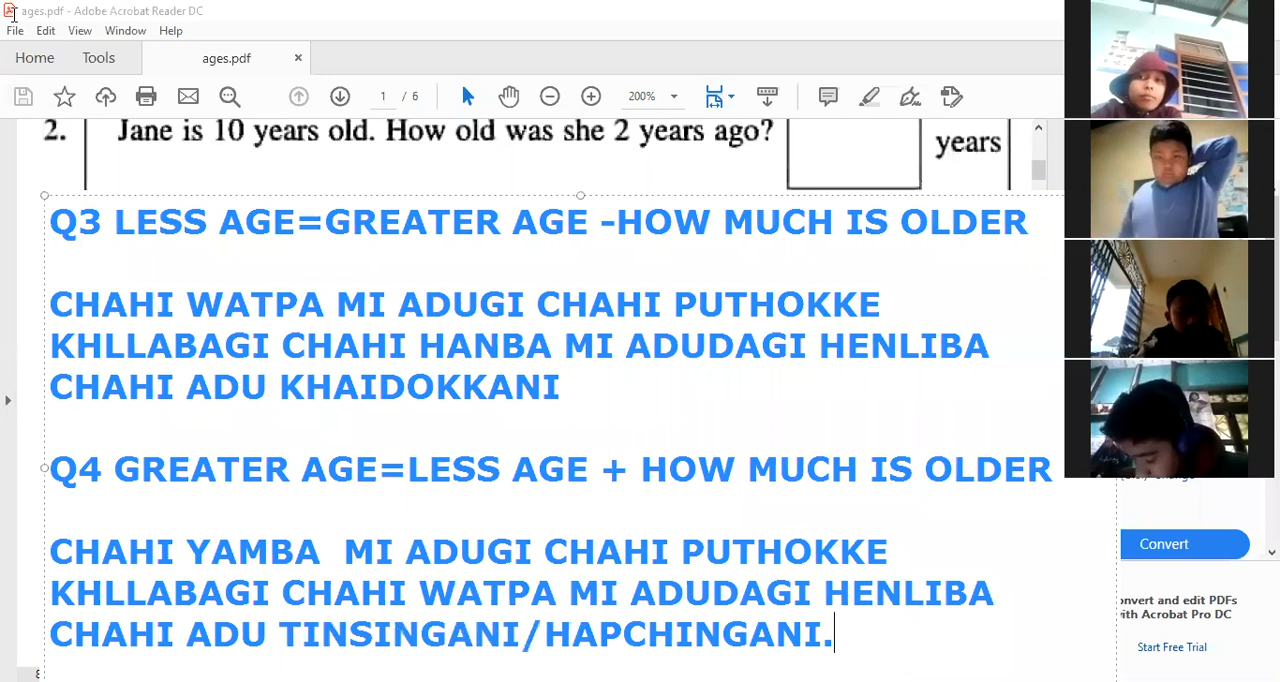 ages.pdf - Adobe Acrobat Reader DC
File Edit View Window Help
Home Tools ages.pdf ×
1 / 6 200%
2. Jane is 10 years old. How old was she 2 years ago? years
Q3 LESS AGE=GREATER AGE -HOW MUCH IS OLDER
CHAHI WATPA MI ADUGI CHAHI PUTHOKKE
KHLLABAGI CHAHI HANBA MI ADUDAGI HENLIBA
CHAHI ADU KHAIDOKKANI
Q4 GREATER AGE=LESS AGE + HOW MUCH IS OLDER
CHAHI YAMBA MI ADUGI CHAHI PUTHOKKE
KHLLABAGI CHAHI WATPA MI ADUDAGI HENLIBA
CHAHI ADU TINSINGANI/HAPCHINGANI.
Convert
onvert and edit PDFs
with Acrobat Pro DC
Start Free Trial